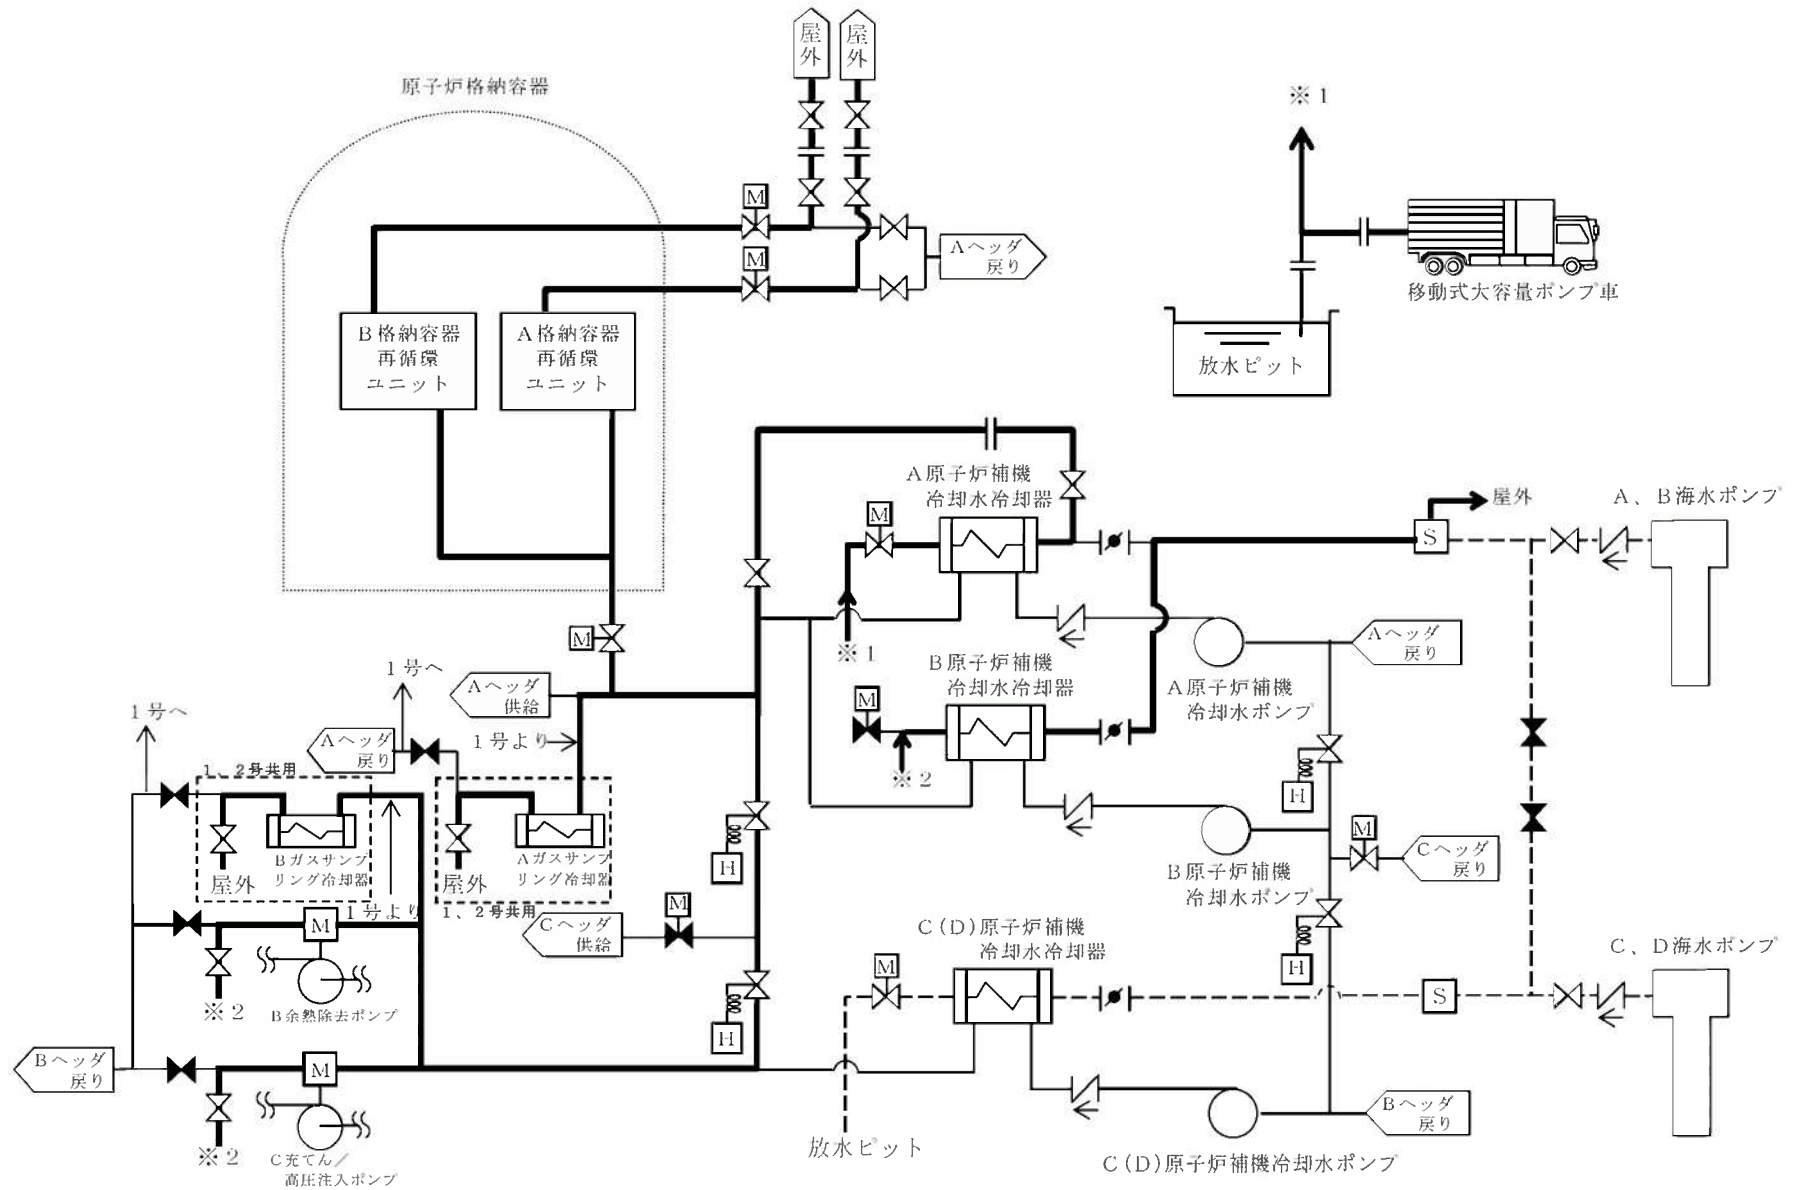 屋
外
屋
外
原子炉格納容器
※1
M
M
Aヘッダ
戻り
移動式大容量ポンプ車
B格納容器
再循環
ユニット
A格納容器
再循環
ユニット
放水ピット
A原子炉補機
冷却水冷却器
M
屋外
A、B海水ポンプ
S
M
※1
Aヘッダ
戻り
B原子炉補機
冷却水冷却器
A原子炉補機
冷却水ポンプ
M
※2
1号へ
Aヘッダ
供給
1号より
1号へ
Aヘッダ
戻り
1、2号共用
H
M
Cヘッダ
戻り
Bガスサンプ
リング冷却器
屋外
Aガスサンプ
リング冷却器
屋外
1、2号共用
H
B原子炉補機
冷却水ポンプ
1号より
M
M
Cヘッダ
供給
C(D)原子炉補機
冷却水冷却器
M
H
C、D海水ポンプ
S
※2
B余熱除去ポンプ
H
Bヘッダ
戻り
M
※2
C充てん/
高圧注入ポンプ
放水ピット
Bヘッダ
戻り
C(D)原子炉補機冷却水ポンプ